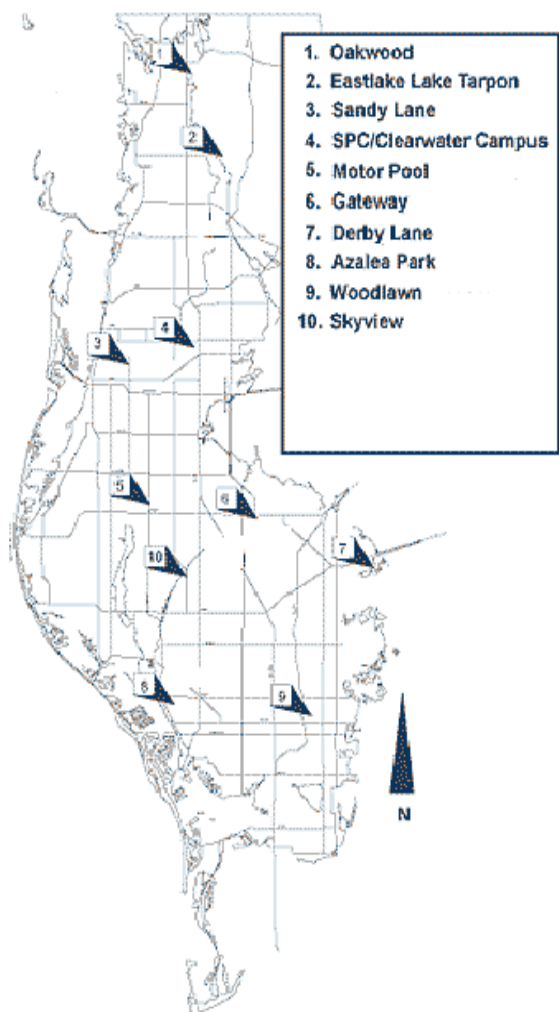 1. Oakwood
2. Eastlake Lake Tarpon
3. Sandy Lane
4. SPC/Clearwater Campus
5. Motor Pool
6. Gateway
7. Derby Lane
8. Azalea Park
9. Woodlawn
10. Skyview
1
2
4
3
5
6
7
10
8
9
N